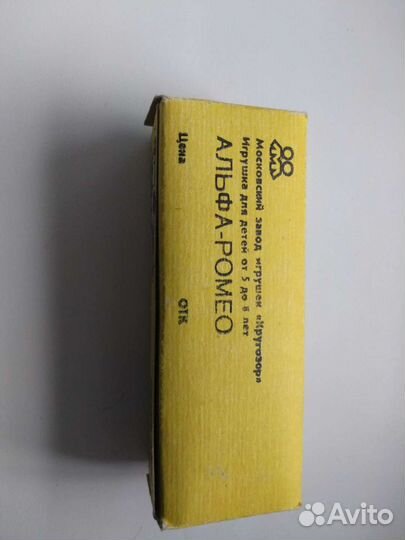 Московский завод игрушек «Кругозор»
Игрушка для детей от 5 до 8 лет
АЛЬФА-РОМЕО
Цена
ОТК
Avito